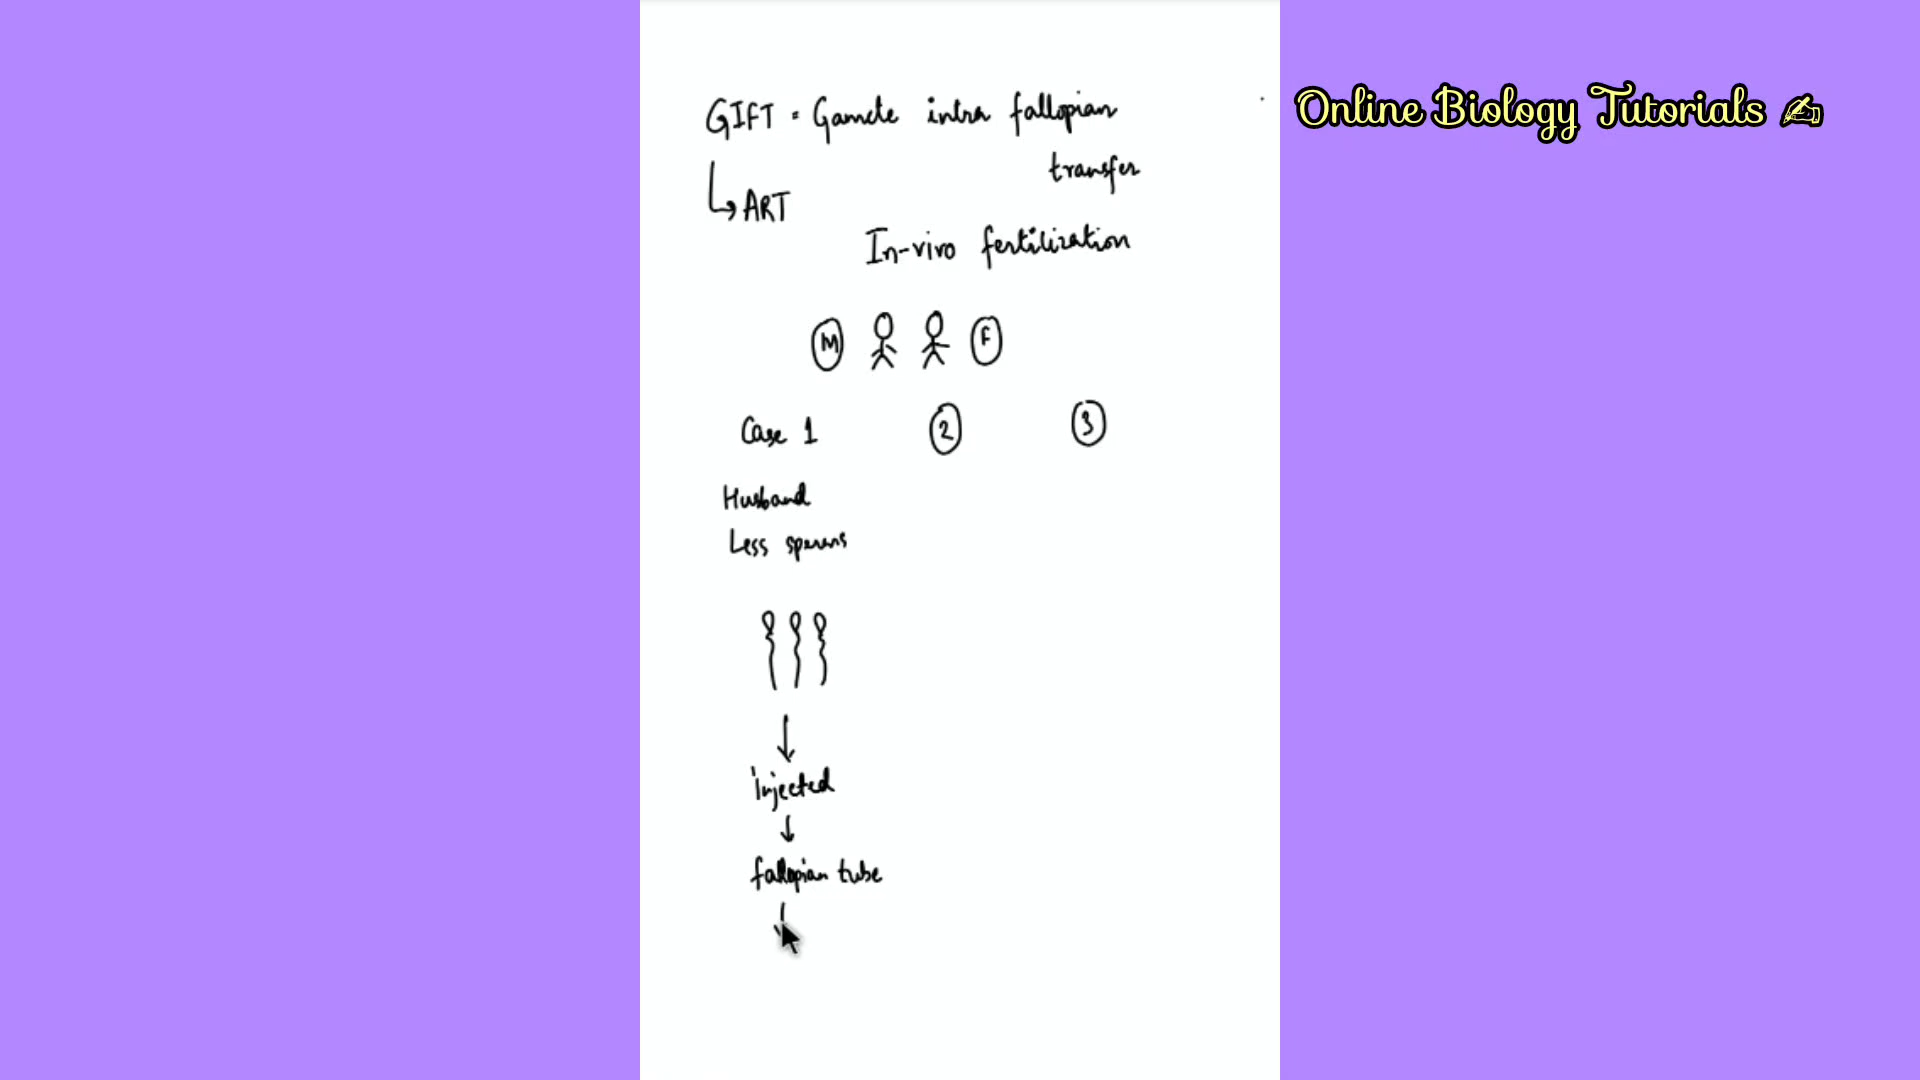 GIFT = Gamete intra fallopian
transfer
ART
In-vivo fertilization
M F
Case 1 2 3
Husband
Less sperms
injected
fallopian tube
Online Biology Tutorials ✍